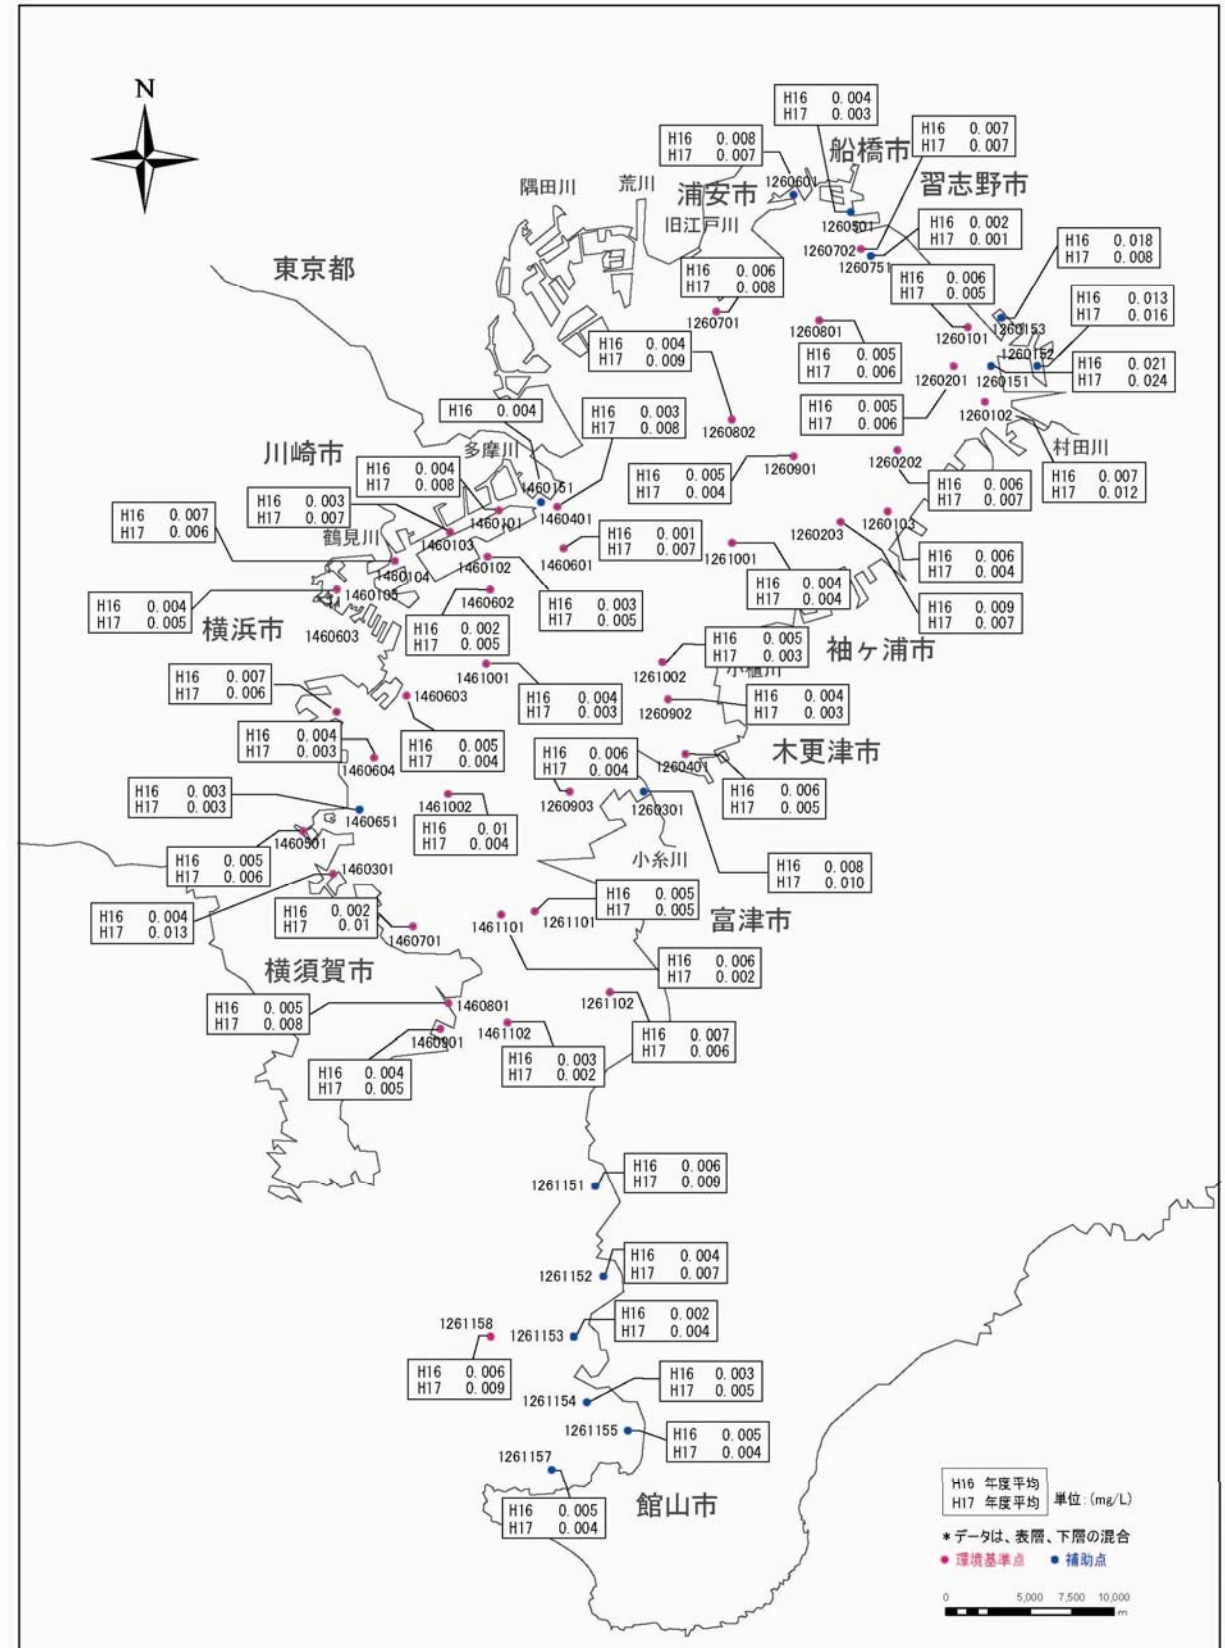 N
H16 0.004
H17 0.003
H16 0.008
H17 0.007
船橋市
H16 0.007
H17 0.007
浦安市
1260601
習志野市
隅田川
荒川
旧江戸川
1260501
H16 0.002
H17 0.001
1260702
1260751
H16 0.018
H17 0.008
東京都
H16 0.006
H17 0.008
H16 0.006
H17 0.005
H16 0.013
H17 0.016
1260701
1260801
1260101
1260153
H16 0.004
H17 0.009
H16 0.005
H17 0.006
1260152
1260201
1260151
H16 0.021
H17 0.024
H16 0.004
H16 0.003
H17 0.008
1260802
H16 0.005
H17 0.006
1260102
川崎市
多摩川
村田川
H16 0.004
H17 0.008
H16 0.005
H17 0.004
1260901
1260202
H16 0.006
H17 0.007
H16 0.007
H17 0.012
H16 0.003
H17 0.007
1460151
H16 0.007
H17 0.006
1460101
1460401
1260103
鶴見川
1460103
H16 0.001
H17 0.007
1260203
1460104
1460102
1460601
1261001
H16 0.006
H17 0.004
H16 0.004
H17 0.004
1460105
1460602
H16 0.004
H17 0.005
H16 0.003
H17 0.005
H16 0.009
H17 0.007
横浜市
1460603
H16 0.002
H17 0.005
H16 0.005
H17 0.003
袖ヶ浦市
1461001
1261002
小櫃川
H16 0.007
H17 0.006
1460603
H16 0.004
H17 0.003
1260902
H16 0.004
H17 0.003
H16 0.004
H17 0.003
H16 0.005
H17 0.004
H16 0.006
H17 0.004
木更津市
1460604
1260401
H16 0.003
H17 0.003
1461002
1260903
1260301
H16 0.006
H17 0.005
1460651
H16 0.01
H17 0.004
1460501
H16 0.005
H17 0.006
1460301
小糸川
H16 0.008
H17 0.010
H16 0.004
H17 0.013
H16 0.002
H17 0.01
H16 0.005
H17 0.005
1460701
1461101
1261101
富津市
横須賀市
H16 0.006
H17 0.002
H16 0.005
H17 0.008
1460801
1261102
1460901
1461102
H16 0.007
H17 0.006
H16 0.004
H17 0.005
H16 0.003
H17 0.002
H16 0.006
H17 0.009
1261151
H16 0.004
H17 0.007
1261152
H16 0.002
H17 0.004
1261158
1261153
H16 0.006
H17 0.009
H16 0.003
H17 0.005
1261154
1261155
H16 0.005
H17 0.004
1261157
H16 0.005
H17 0.004
館山市
H16 年度平均
H17 年度平均
単位:(mg/L)
*データは、表層、下層の混合
環境基準点 補助点
0 5,000 7,500 10,000
m